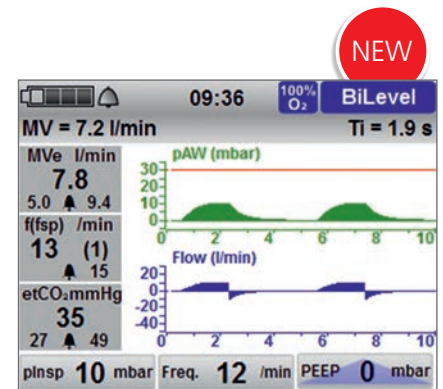 NEW
09:36 100% O₂ BiLevel
MV = 7.2 l/min Ti = 1.9 s
MVe l/min
7.8
5.0 9.4
f(fsp) /min
13 (1)
15
etCO₂mmHg
35
27 49
pAW (mbar)
30
20
10
0
0 2 4 6 8 10
Flow (l/min)
20
0
-20
-40
0 2 4 6 8 10
pInsp 10 mbar Freq. 12 /min PEEP 0 mbar